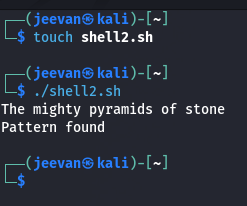 ┌──(jeevan㉿kali)-[~]
└─$ touch shell2.sh
┌──(jeevan㉿kali)-[~]
└─$ ./shell2.sh
The mighty pyramids of stone
Pattern found
┌──(jeevan㉿kali)-[~]
└─$